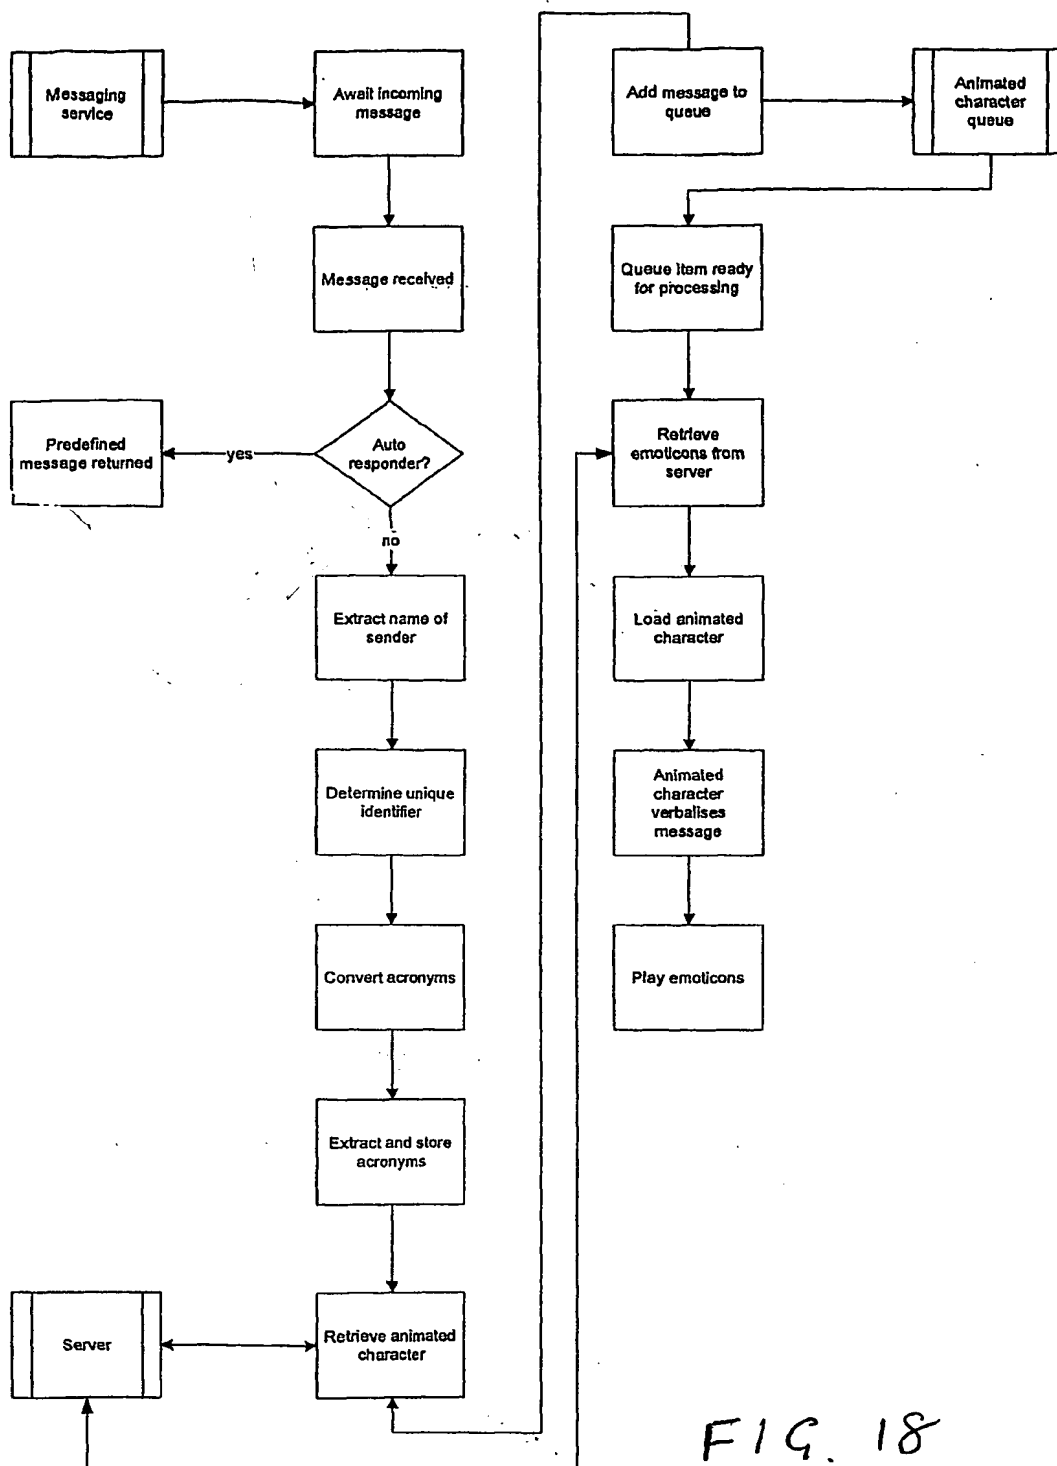 Messaging
service
Await incoming
message
Message received
Auto
responder?
yes
Predefined
message returned
no
Extract name of
sender
Determine unique
identifier
Convert acronyms
Extract and store
acronyms
Retrieve animated
character
Server
Add message to
queue
Animated
character
queue
Queue item ready
for processing
Retrieve
emoticons from
server
Load animated
character
Animated
character
verbalises
message
Play emoticons
FIG. 18